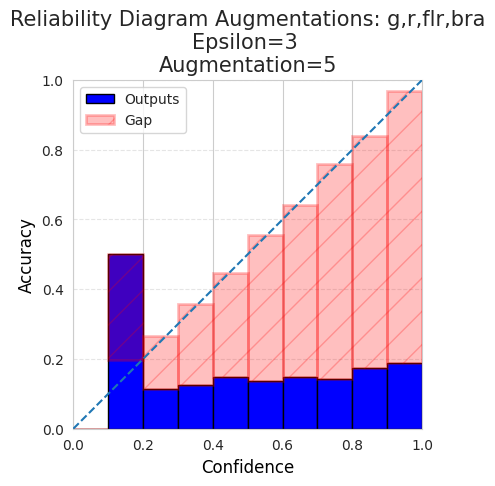 Reliability Diagram Augmentations: g,r,flr,bra
Epsilon=3
Augmentation=5
1.0
Outputs
Gap
0.8
0.6
Accuracy
0.4
0.2
0.0
0.0 0.2 0.4 0.6 0.8 1.0
Confidence